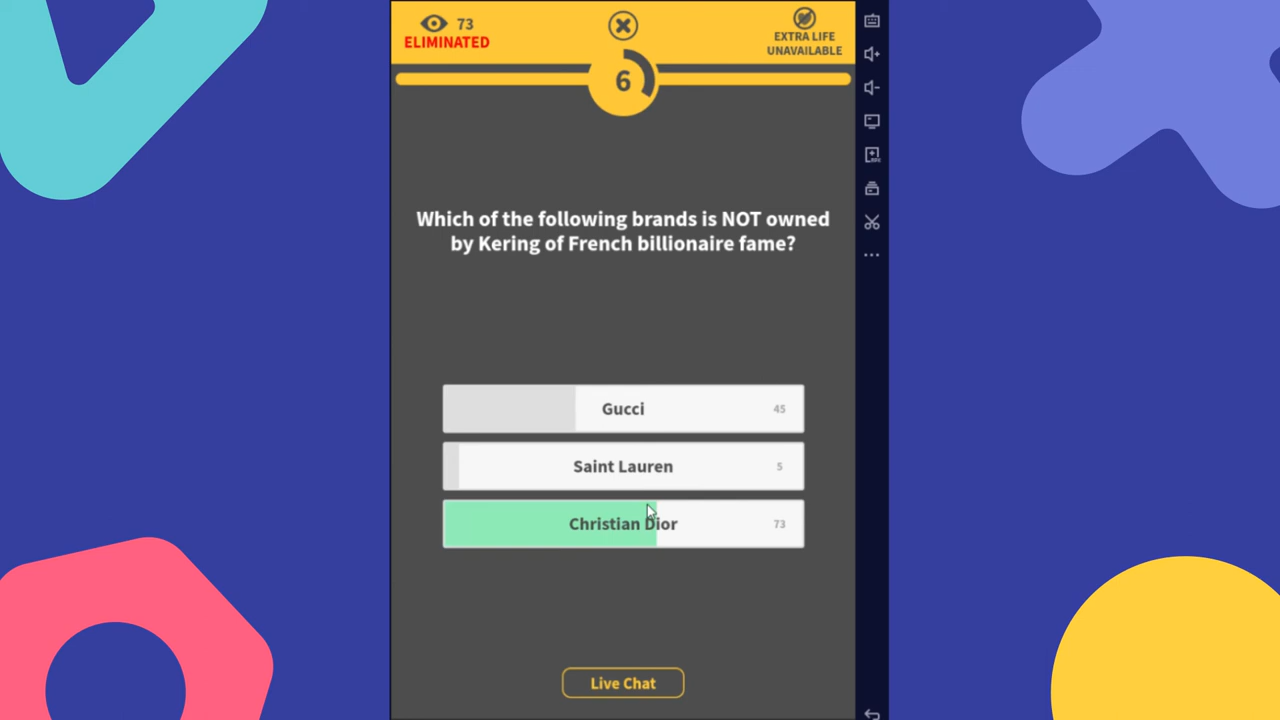 73
ELIMINATED
EXTRA LIFE
UNAVAILABLE
6
Which of the following brands is NOT owned
by Kering of French billionaire fame?
Gucci 45
Saint Lauren 5
Christian Dior 73
Live Chat